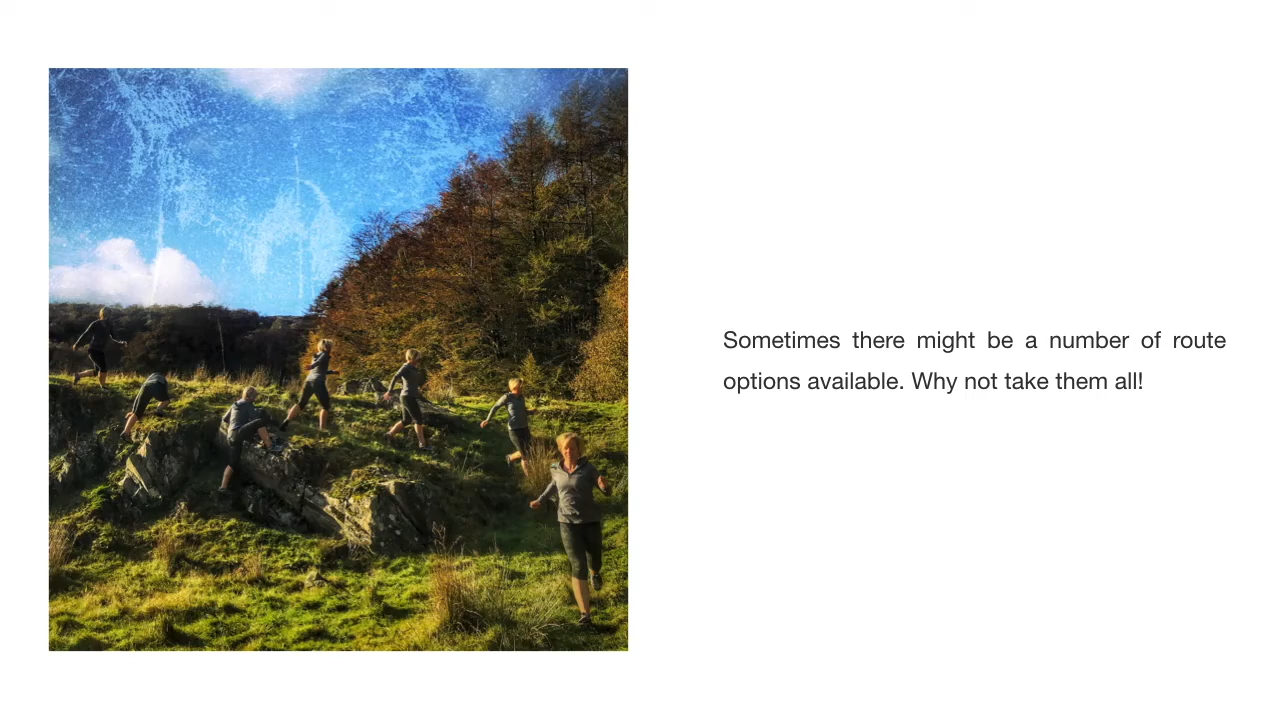 Sometimes there might be a number of route
options available. Why not take them all!